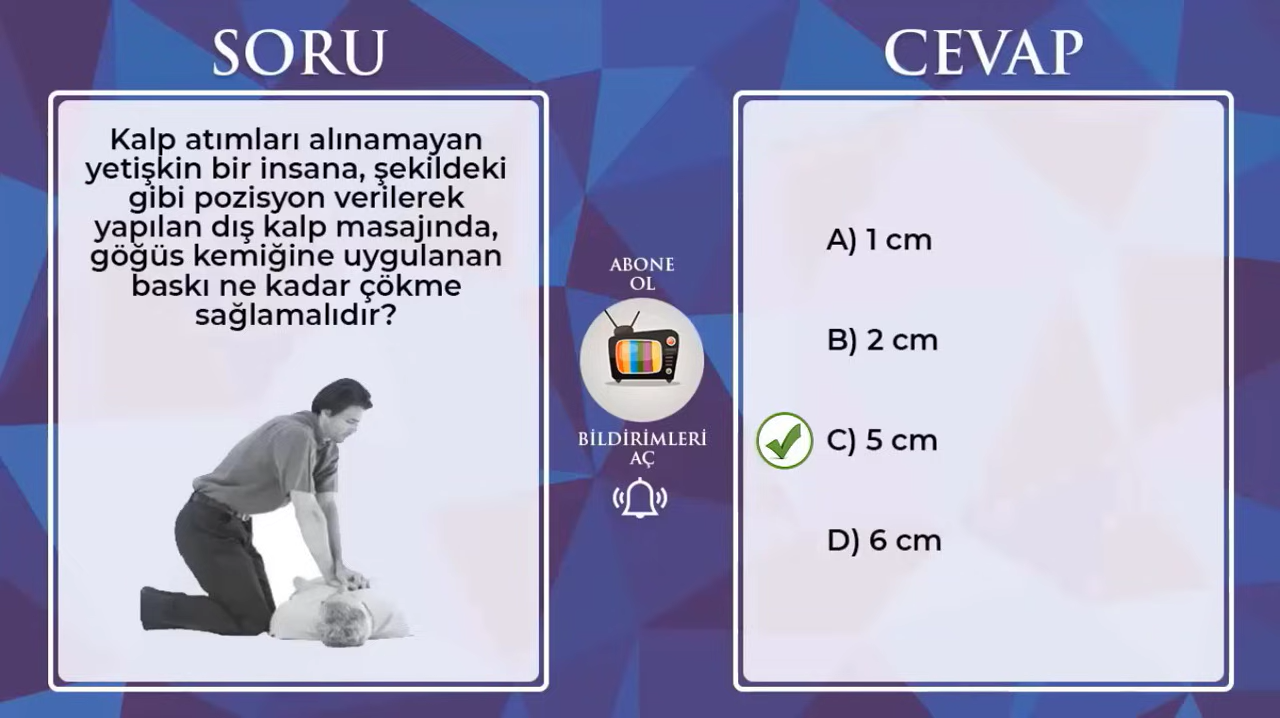 SORU
Kalp atımları alınamayan
yetişkin bir insana, şekildeki
gibi pozisyon verilerek
yapılan dış kalp masajında,
göğüs kemiğine uygulanan
baskı ne kadar çökme
sağlamalıdır?
ABONE
OL
BİLDİRİMLERİ
AÇ
CEVAP
A) 1 cm
B) 2 cm
C) 5 cm
D) 6 cm